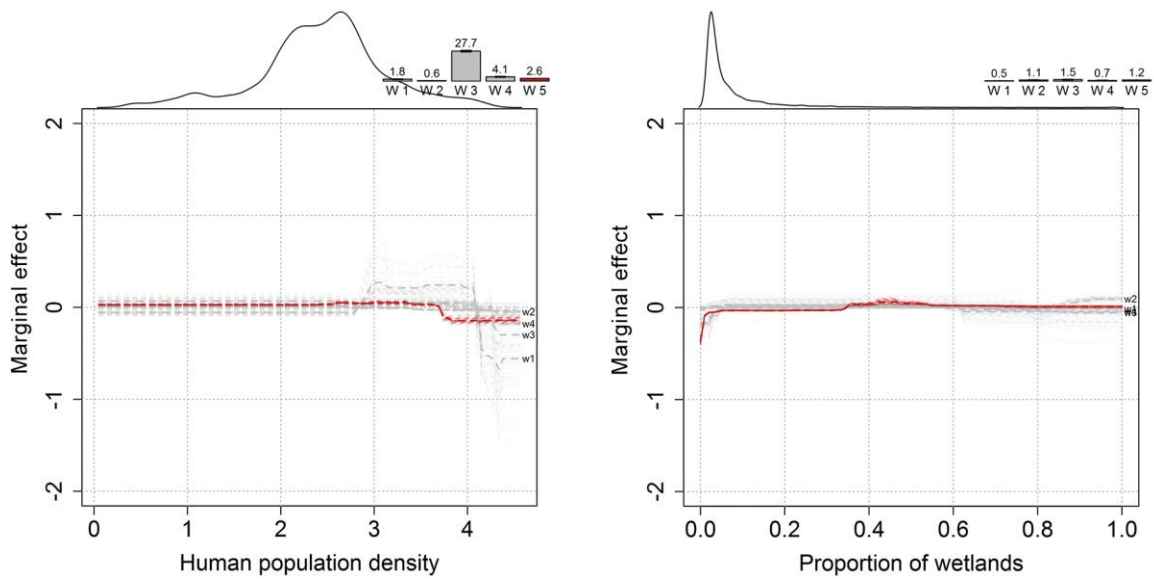 27.7
1.8 0.6 4.1 2.6
W 1 W 2 W 3 W 4 W 5
2
1
0
-1
-2
Marginal effect
w2
w4
w3
w1
0 1 2 3 4
Human population density
0.5 1.1 1.5 0.7 1.2
W 1 W 2 W 3 W 4 W 5
2
1
0
-1
-2
Marginal effect
w2
0.0 0.2 0.4 0.6 0.8 1.0
Proportion of wetlands